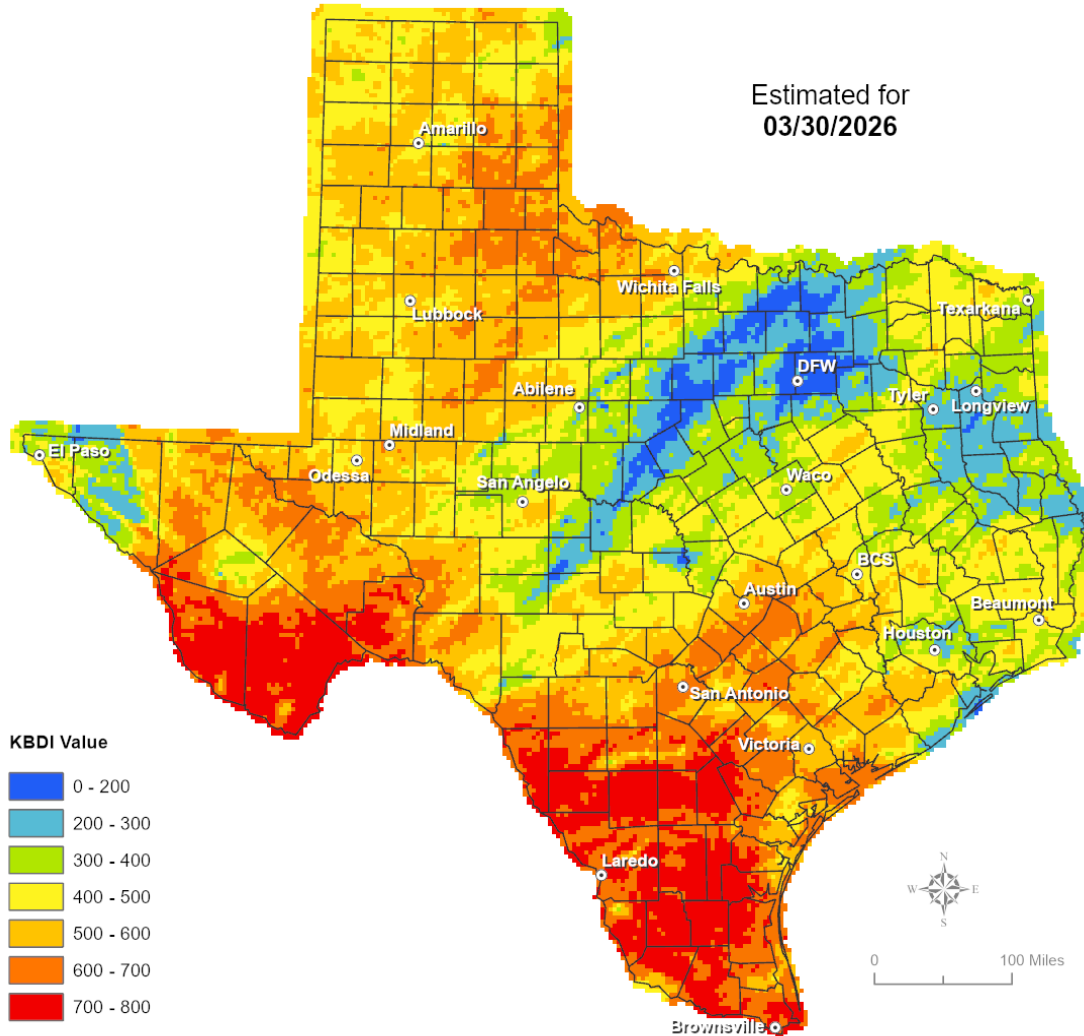 Estimated for
03/30/2026
Amarillo
Wichita Falls
Texarkana
Lubbock
DFW
Abilene
Tyler
Longview
Midland
El Paso
Odessa
San Angelo
Waco
BCS
Austin
Beaumont
Houston
San Antonio
Victoria
KBDI Value
0 - 200
200 - 300
300 - 400
400 - 500
500 - 600
600 - 700
700 - 800
Laredo
N
W E
S
0 100 Miles
Brownsville